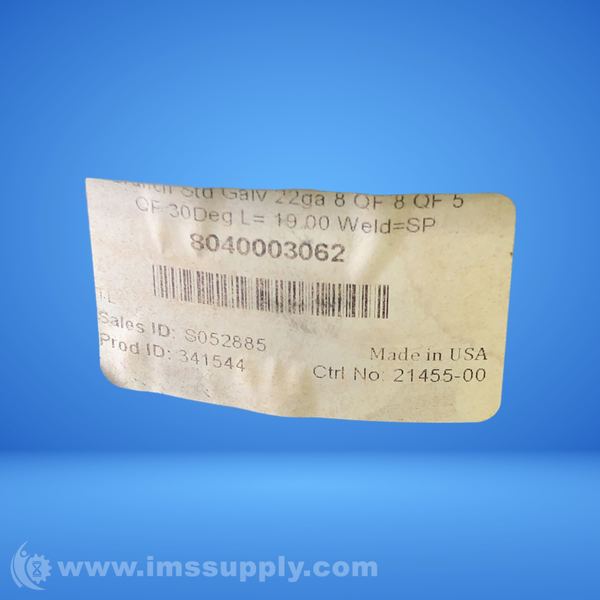 Std Galv 22ga 8 QF 8 QF 5
QF 30Deg L= 19.00 Weld=SP
8040003062
Sales ID: S052885
Prod ID: 341544
Made in USA
Ctrl No: 21455-00
www.imssupply.com